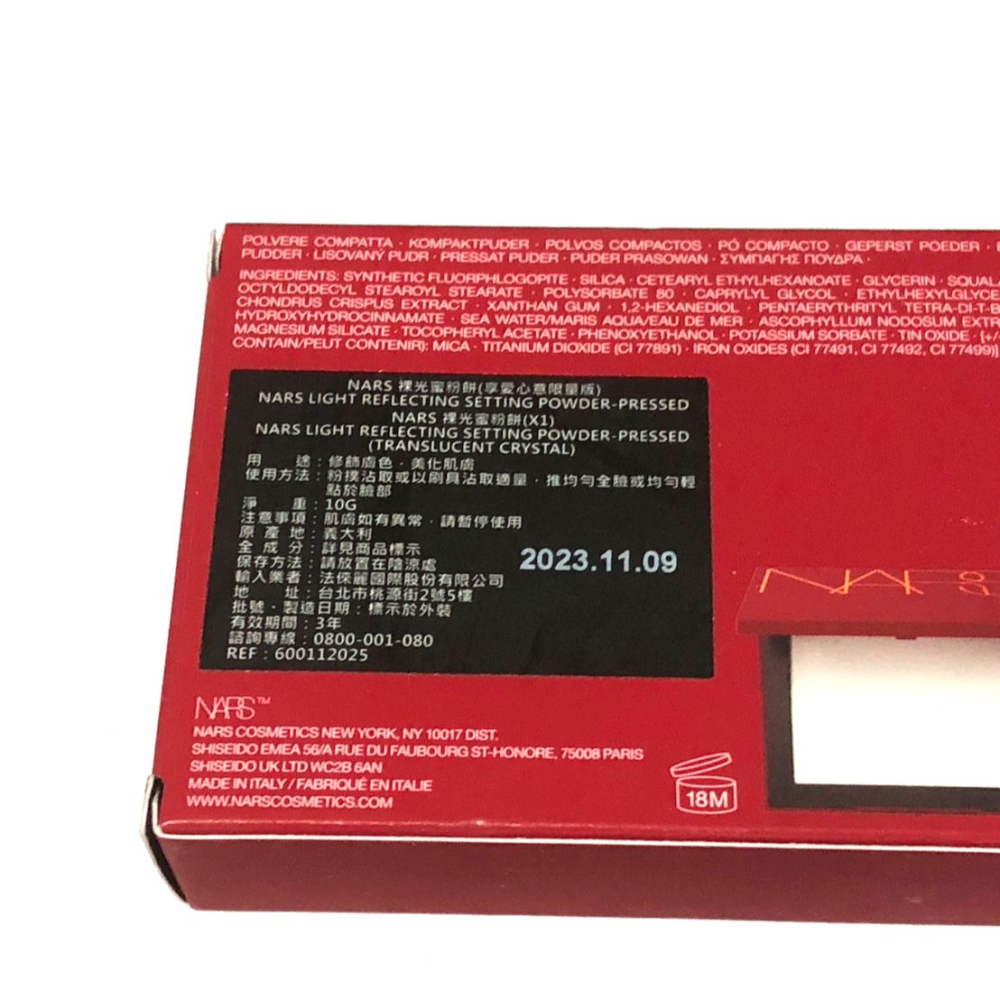 POLVERE COMPATTA · KOMPAKTPUDER · POLVOS COMPACTOS · PÓ COMPACTO · GEPERST POEDER ·
PUDDER · LISOVANÝ PUDR · PRESSAT PUDER · PUDER PRASOWAN · ΣΥΜΠΑΓΗΣ ΠΟΥΔΡΑ ·
INGREDIENTS: SYNTHETIC FLUORPHLOGOPITE · SILICA · CETEARYL ETHYLHEXANOATE · GLYCERIN · SQUAL
OCTYLDODECYL STEAROYL STEARATE · POLYSORBATE 80 · CAPRYLYL GLYCOL · ETHYLHEXYLGLYCE
CHONDRUS CRISPUS EXTRACT · XANTHAN GUM · 1,2-HEXANEDIOL · PENTAERYTHRITYL TETRA-DI-T-B
HYDROXYHYDROCINNAMATE · SEA WATER/MARIS AQUA/EAU DE MER · ASCOPHYLLUM NODOSUM EXTR
MAGNESIUM SILICATE · TOCOPHERYL ACETATE · PHENOXYETHANOL · POTASSIUM SORBATE · TIN OXIDE · [+/
CONTAIN/PEUT CONTENIR): MICA · TITANIUM DIOXIDE (CI 77891) · IRON OXIDES (CI 77491, CI 77492, CI 77499)]
NARS 裸光蜜粉餅(享愛心意限量版)
NARS LIGHT REFLECTING SETTING POWDER-PRESSED
NARS 裸光蜜粉餅(X1)
NARS LIGHT REFLECTING SETTING POWDER-PRESSED
(TRANSLUCENT CRYSTAL)
用 途：修飾膚色、美化肌膚
使用方法：粉撲沾取或以刷具沾取適量，推均勻全臉或均勻輕
點於臉部
淨 重：10G
注意事項：肌膚如有異常，請暫停使用
原 產 地：義大利
全 成 分：詳見商品標示
保存方法：請放置在陰涼處
輸入業者：法徠麗國際股份有限公司
地 址：台北市桃源街2號5樓
批號、製造日期：標示於外裝
有效期間：3年
諮詢專線：0800-001-080
REF：600112025
2023.11.09
NARS
NARS™
NARS COSMETICS NEW YORK, NY 10017 DIST.
SHISEIDO EMEA 56/A RUE DU FAUBOURG ST-HONORE, 75008 PARIS
SHISEIDO UK LTD WC2B 6AN
MADE IN ITALY / FABRIQUÉ EN ITALIE
WWW.NARSCOSMETICS.COM
18M